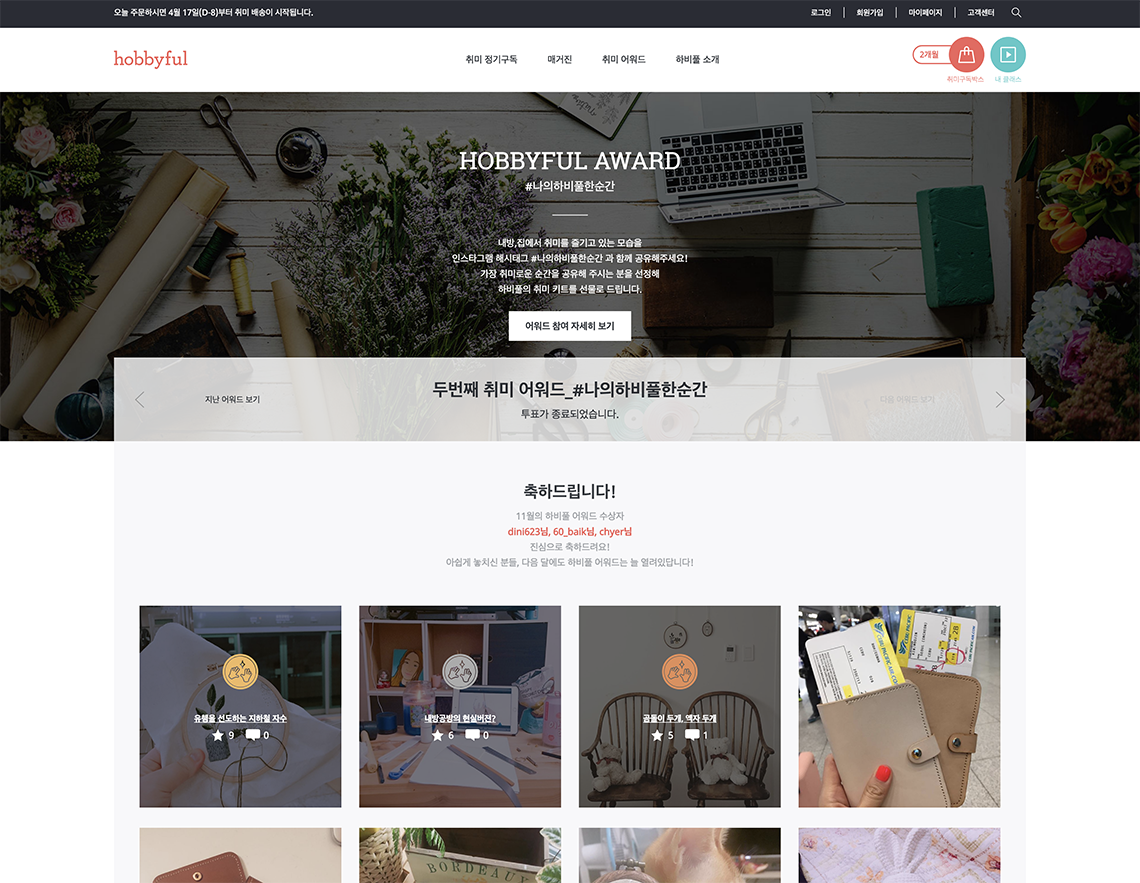 오늘 주문하시면 4월 17일(D-8)부터 취미 배송이 시작됩니다.
로그인 | 회원가입 | 마이페이지 | 고객센터
hobbyful
취미 정기구독 매거진 취미 어워드 하비풀 소개
2개월
취미구독박스 내 클래스
HOBBYFUL AWARD
#나의하비풀한순간
내방,집에서 취미를 즐기고 있는 모습을
인스타그램 해시태그 #나의하비풀한순간 과 함께 공유해주세요!
가장 취미로운 순간을 공유해 주시는 분을 선정해
하비풀의 취미 키트를 선물로 드립니다.
어워드 참여 자세히 보기
지난 어워드 보기
두번째 취미 어워드_#나의하비풀한순간
투표가 종료되었습니다.
다음 어워드 보기
축하드립니다!
11월의 하비풀 어워드 수상자
dini623님, 60_baik님, chyer님
진심으로 축하드려요!
아쉽게 놓치신 분들, 다음 달에도 하비풀 어워드는 늘 열려있답니다!
유행을 선도하는 지하철 자수
9 0
내방공방의 현실버젼?
6 0
곰돌이 두개, 액자 두개
5 1
BORDEAUX